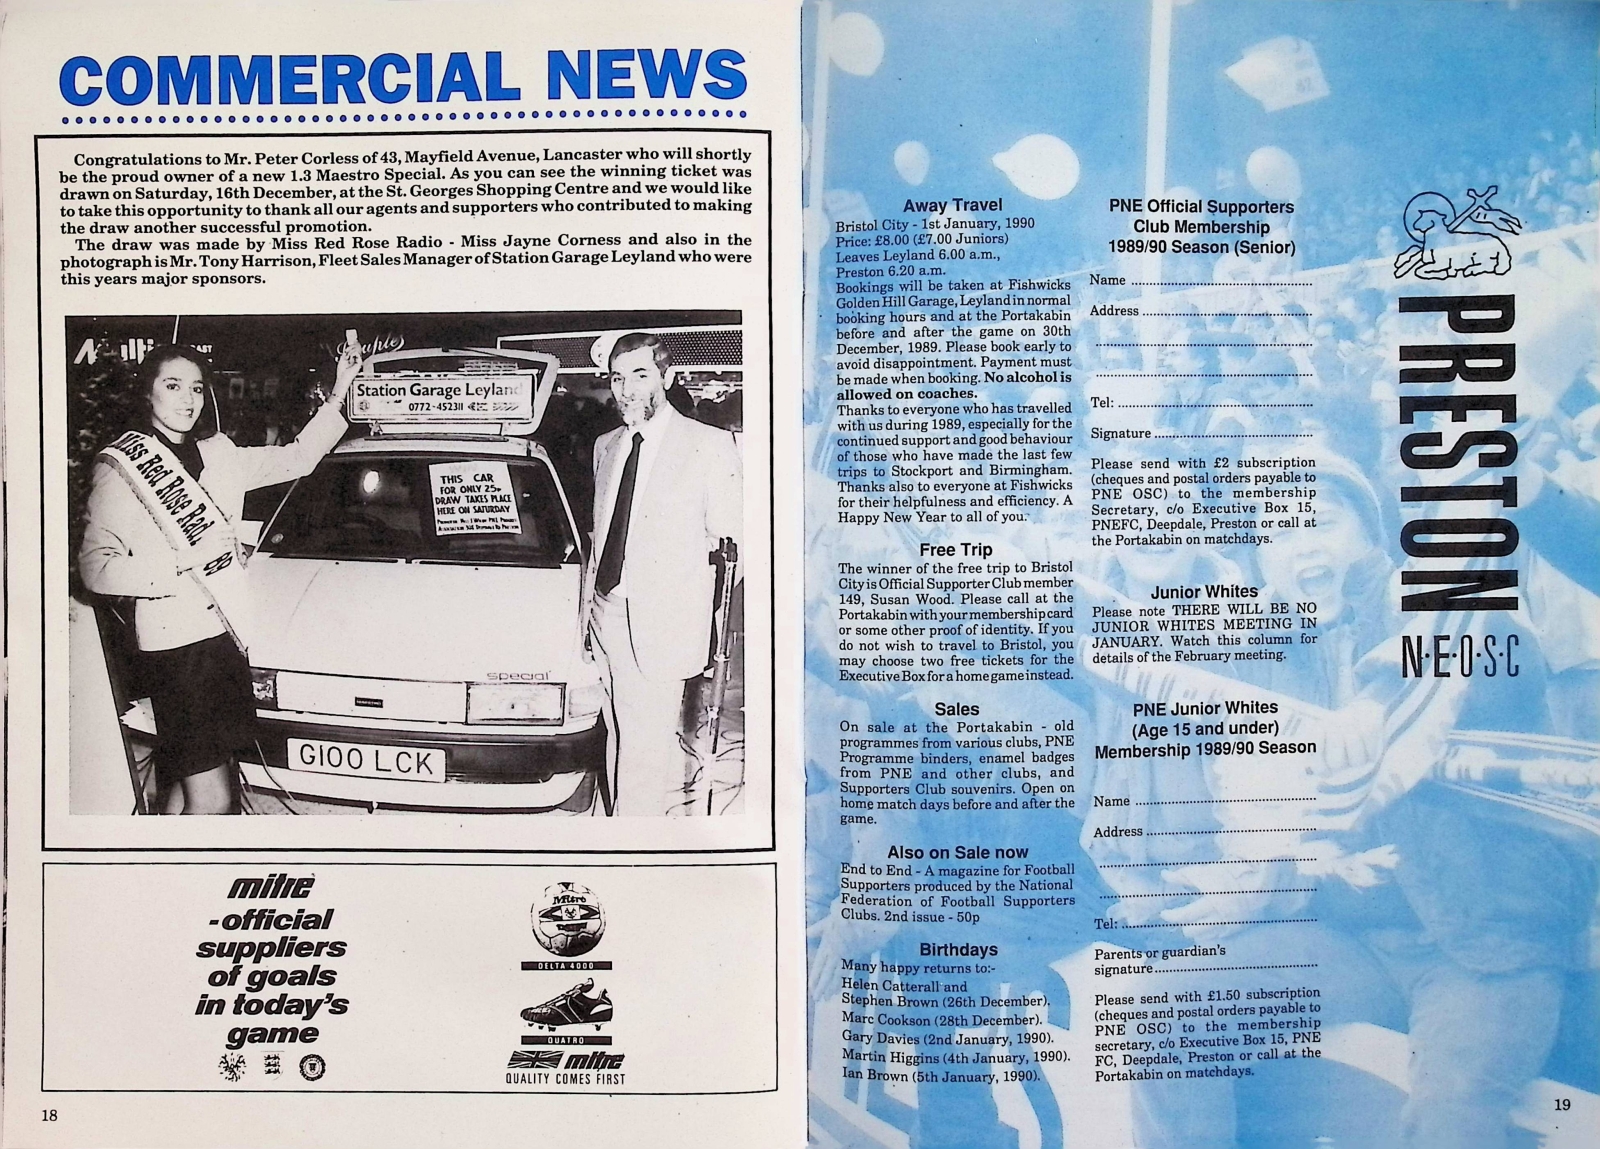 COMMERCIAL NEWS
Congratulations to Mr. Peter Corless of 43, Mayfield Avenue, Lancaster who will shortly
be the proud owner of a new 1.3 Maestro Special. As you can see the winning ticket was
drawn on Saturday, 16th December, at the St. Georges Shopping Centre and we would like
to take this opportunity to thank all our agents and supporters who contributed to making
the draw another successful promotion.
The draw was made by Miss Red Rose Radio - Miss Jayne Corness and also in the
photograph is Mr. Tony Harrison, Fleet Sales Manager of Station Garage Leyland who were
this years major sponsors.
Station Garage Leyland
0772-452311
Miss Red Rose Rad.
89
THIS CAR
FOR ONLY 25p
DRAW TAKES PLACE
HERE ON SATURDAY
special
G100 LCK
mitre
-official
suppliers
of goals
in today's
game
Mitre
DELTA 4000
QUATRO
mitre
QUALITY COMES FIRST
18
Away Travel
Bristol City - 1st January, 1990
Price: £8.00 (£7.00 Juniors)
Leaves Leyland 6.00 a.m.,
Preston 6.20 a.m.
Bookings will be taken at Fishwicks
Golden Hill Garage, Leyland in normal
booking hours and at the Portakabin
before and after the game on 30th
December, 1989. Please book early to
avoid disappointment. Payment must
be made when booking. No alcohol is
allowed on coaches.
Thanks to everyone who has travelled
with us during 1989, especially for the
continued support and good behaviour
of those who have made the last few
trips to Stockport and Birmingham.
Thanks also to everyone at Fishwicks
for their helpfulness and efficiency. A
Happy New Year to all of you.
Free Trip
The winner of the free trip to Bristol
City is Official Supporter Club member
149, Susan Wood. Please call at the
Portakabin with your membership card
or some other proof of identity. If you
do not wish to travel to Bristol, you
may choose two free tickets for the
Executive Box for a home game instead.
Sales
On sale at the Portakabin - old
programmes from various clubs, PNE
Programme binders, enamel badges
from PNE and other clubs, and
Supporters Club souvenirs. Open on
home match days before and after the
game.
Also on Sale now
End to End - A magazine for Football
Supporters produced by the National
Federation of Football Supporters
Clubs. 2nd issue - 50p
Birthdays
Many happy returns to:-
Helen Catterall and
Stephen Brown (26th December).
Marc Cookson (28th December).
Gary Davies (2nd January, 1990).
Martin Higgins (4th January, 1990).
Ian Brown (5th January, 1990).
PNE Official Supporters
Club Membership
1989/90 Season (Senior)
Name
Address
Tel:
Signature
Please send with £2 subscription
(cheques and postal orders payable to
PNE OSC) to the membership
Secretary, c/o Executive Box 15,
PNEFC, Deepdale, Preston or call at
the Portakabin on matchdays.
Junior Whites
Please note THERE WILL BE NO
JUNIOR WHITES MEETING IN
JANUARY. Watch this column for
details of the February meeting.
PNE Junior Whites
(Age 15 and under)
Membership 1989/90 Season
Name
Address
Tel:
Parents or guardian's
signature
Please send with £1.50 subscription
(cheques and postal orders payable to
PNE OSC) to the membership
secretary, c/o Executive Box 15, PNE
FC, Deepdale, Preston or call at the
Portakabin on matchdays.
PRESTON
N·E·O·S·C
19